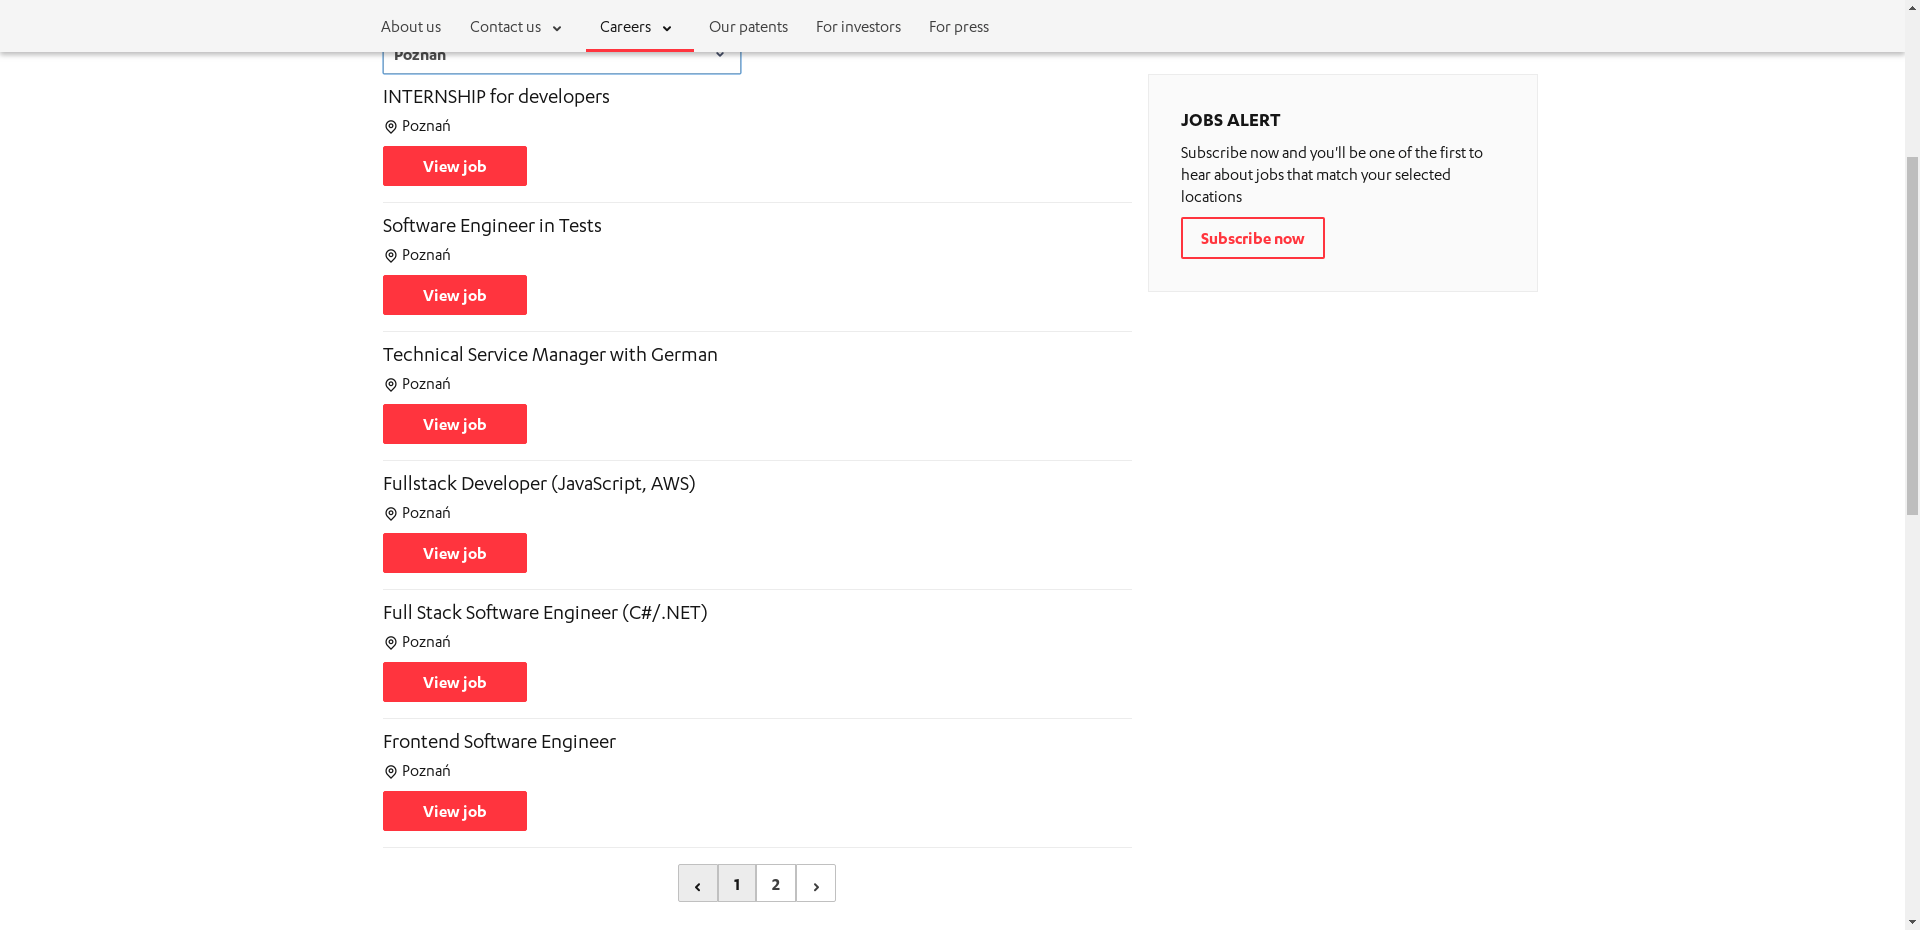 About us Contact us Careers Our patents For investors For press
Poznań
INTERNSHIP for developers
Poznań
View job
Software Engineer in Tests
Poznań
View job
Technical Service Manager with German
Poznań
View job
Fullstack Developer (JavaScript, AWS)
Poznań
View job
Full Stack Software Engineer (C#/.NET)
Poznań
View job
Frontend Software Engineer
Poznań
View job
‹ 1 2 ›
JOBS ALERT
Subscribe now and you'll be one of the first to
hear about jobs that match your selected
locations
Subscribe now